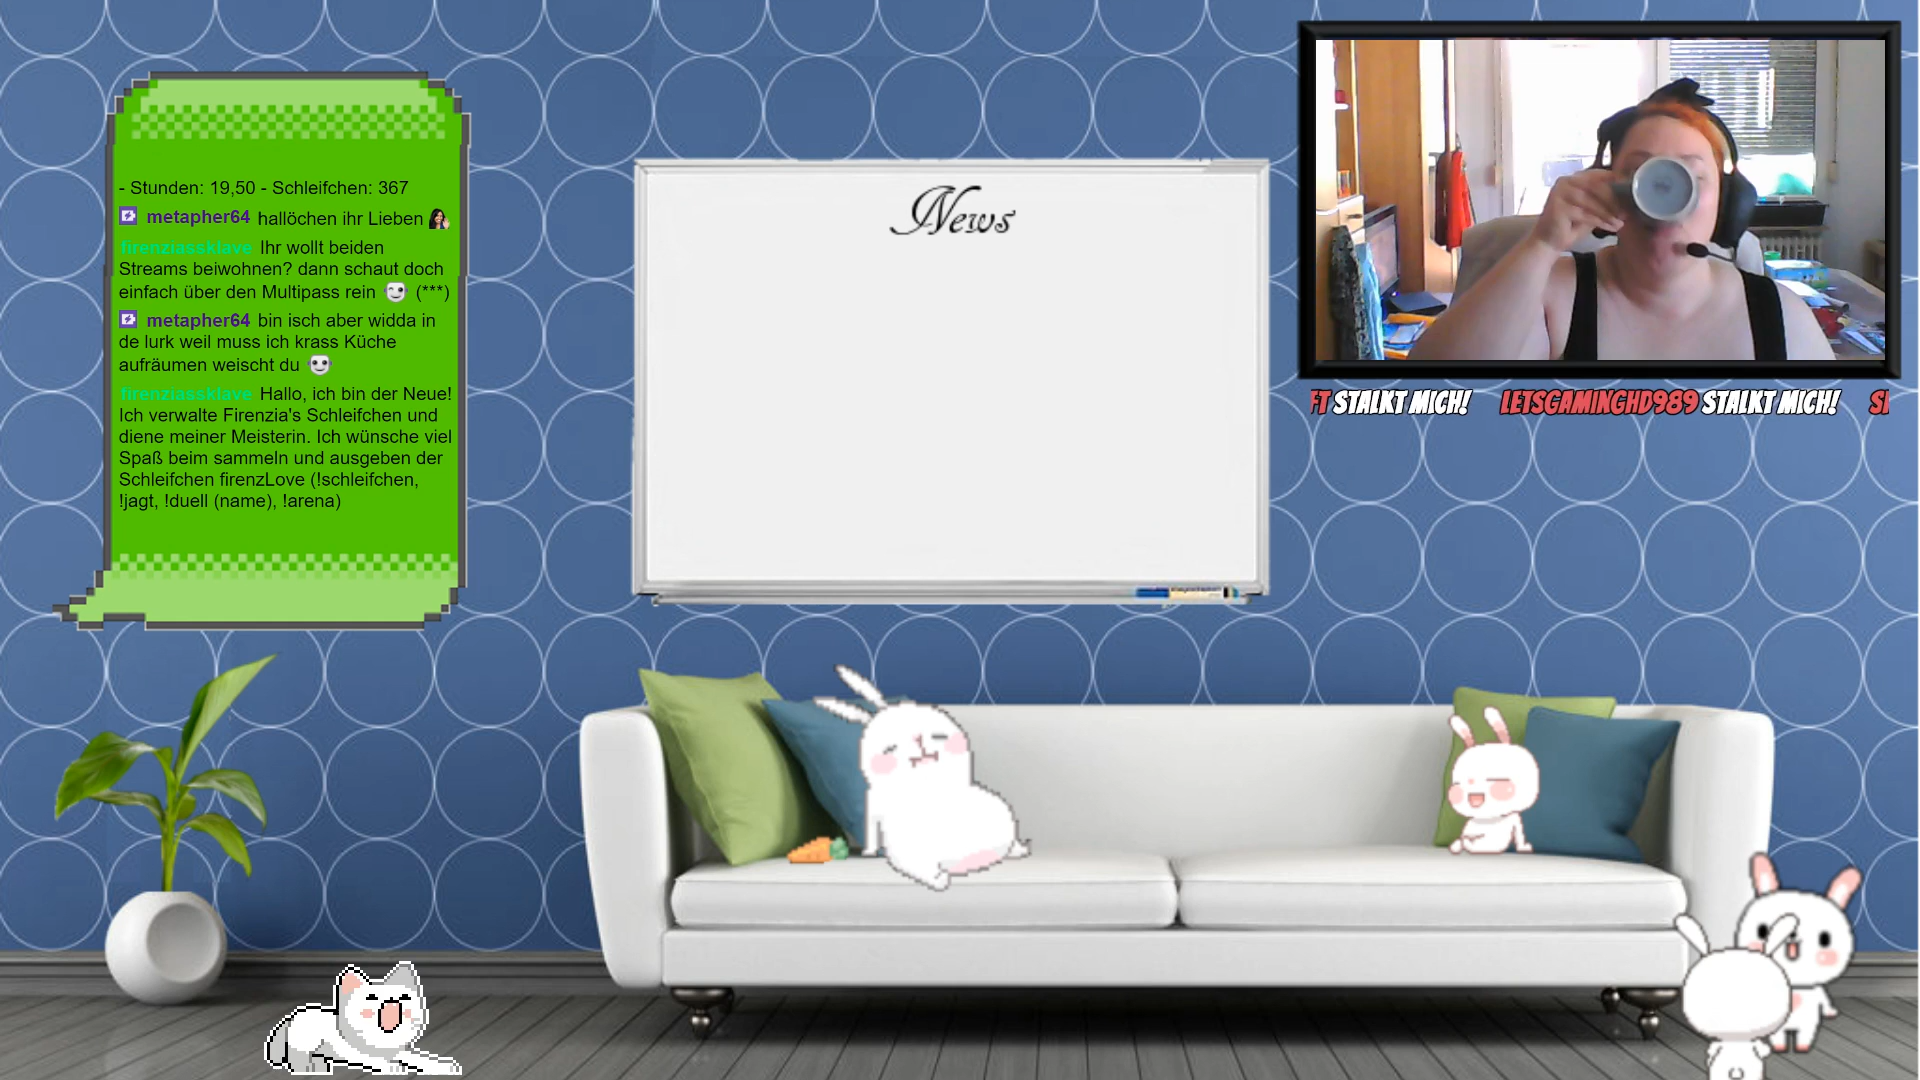 - Stunden: 19,50 - Schleifchen: 367
metapher64 hallöchen ihr Lieben
firenziassklave Ihr wollt beiden
Streams beiwohnen? dann schaut doch
einfach über den Multipass rein (***)
metapher64 bin isch aber widda in
de lurk weil muss ich krass Küche
aufräumen weischt du
firenziassklave Hallo, ich bin der Neue!
Ich verwalte Firenzia's Schleifchen und
diene meiner Meisterin. Ich wünsche viel
Spaß beim sammeln und ausgeben der
Schleifchen firenzLove (!schleifchen,
!jagt, !duell (name), !arena)
News
FT STALKT MICH! LETSGAMINGHD989 STALKT MICH!